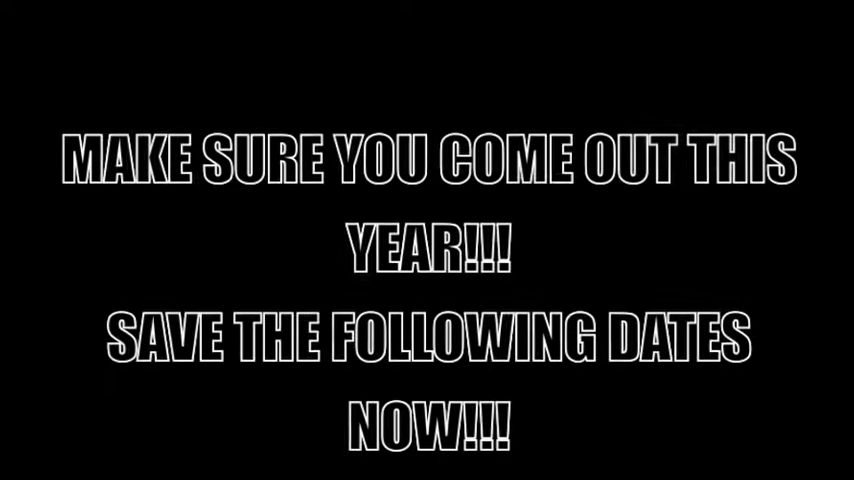 MAKE SURE YOU COME OUT THIS
YEAR!!!
SAVE THE FOLLOWING DATES
NOW!!!